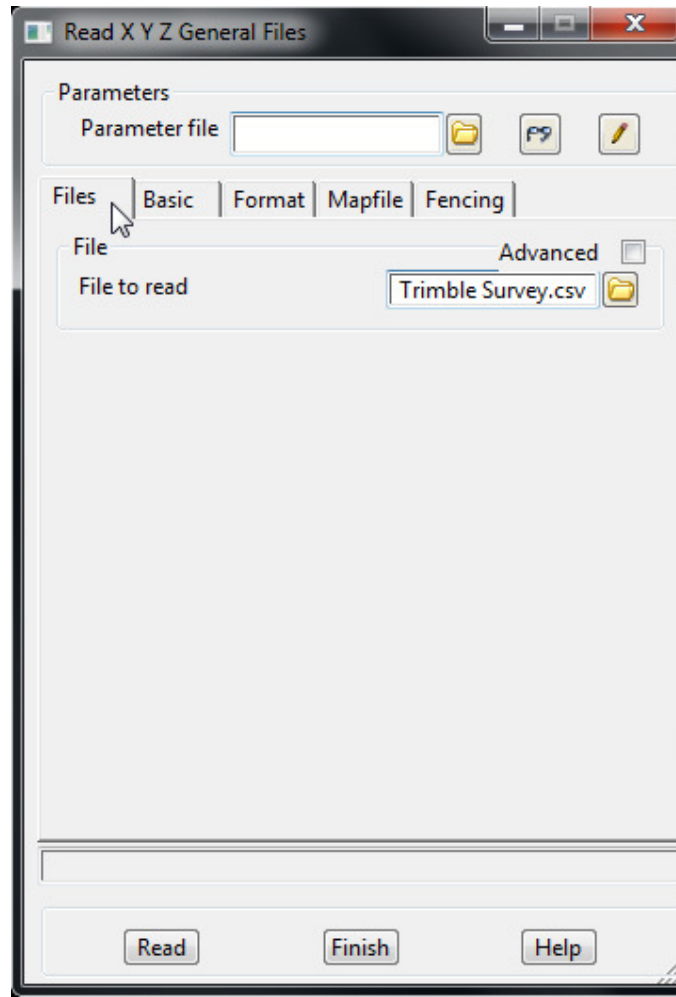 Read X Y Z General Files
Parameters
Parameter file
Files Basic Format Mapfile Fencing
File Advanced
File to read Trimble Survey.csv
Read Finish Help